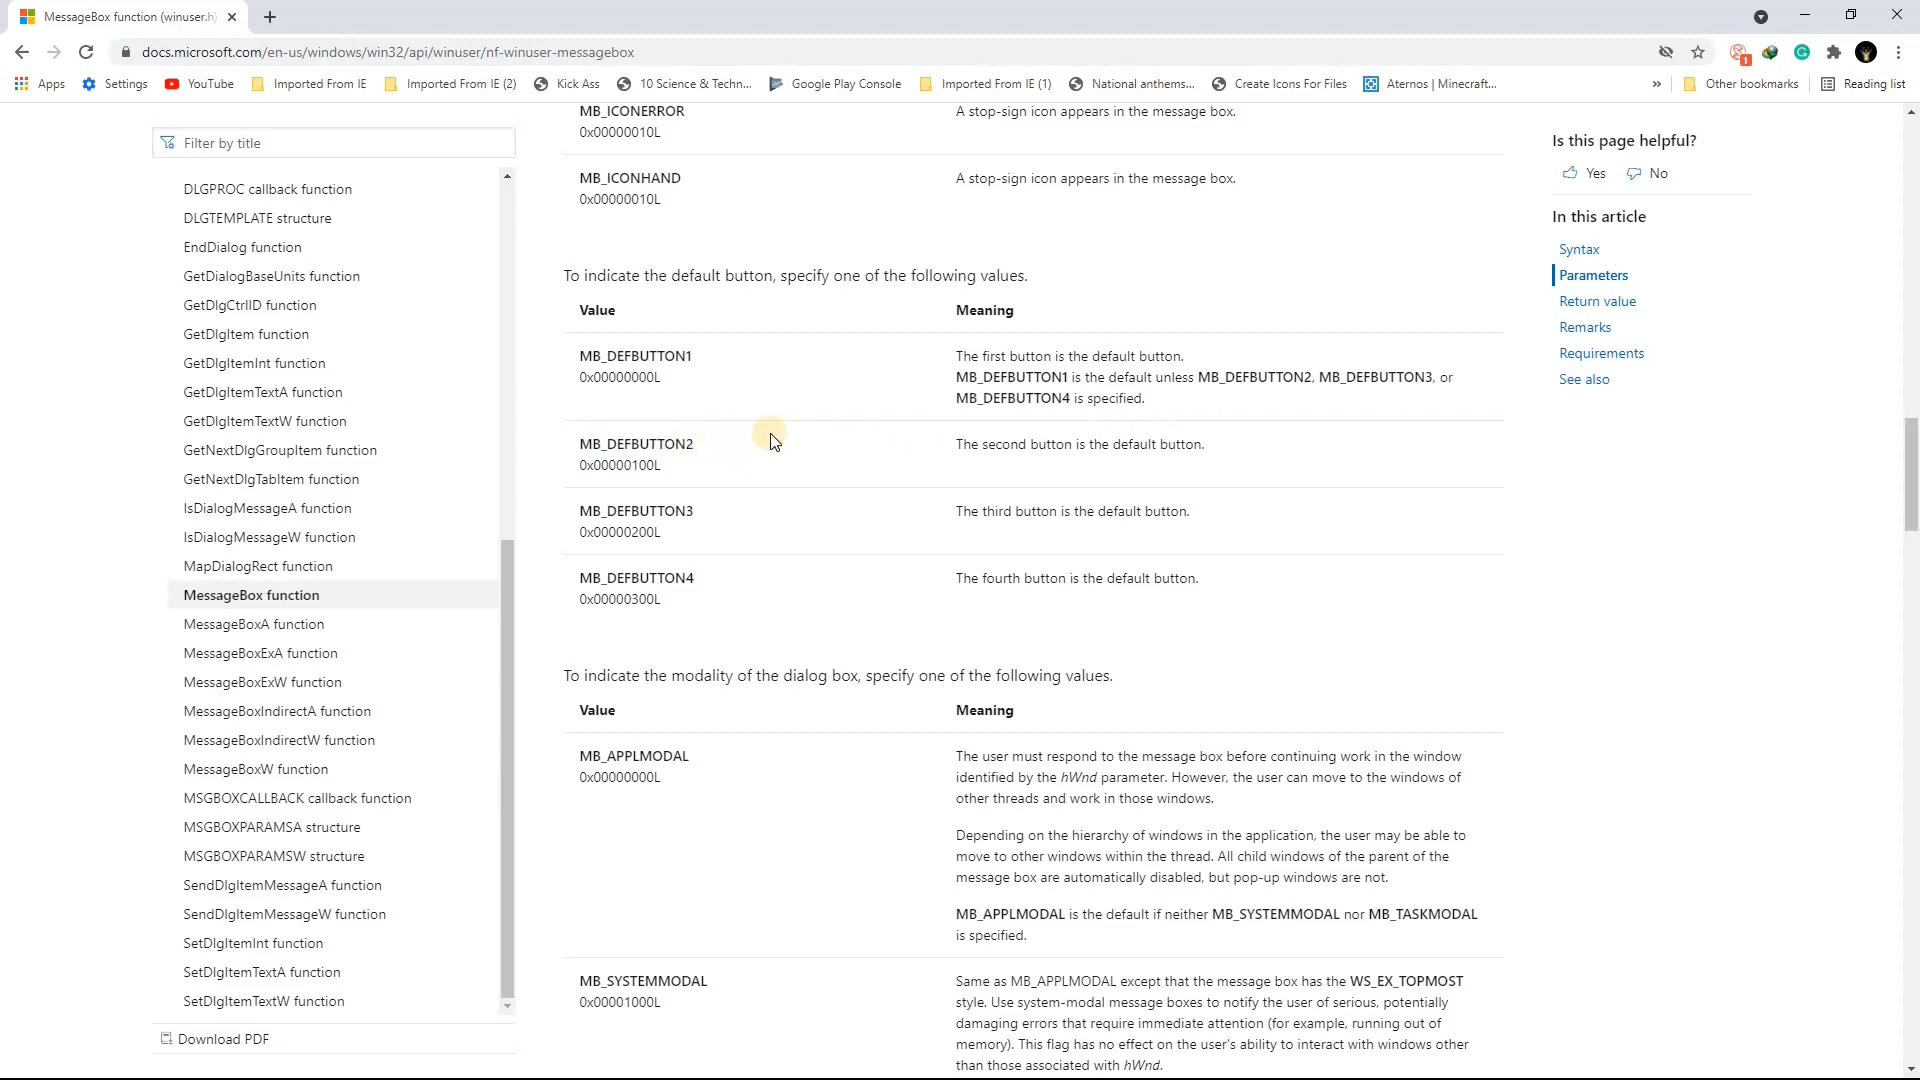 MessageBox function (winuser.h)
docs.microsoft.com/en-us/windows/win32/api/winuser/nf-winuser-messagebox
1
Apps
Settings
YouTube
Imported From IE
Imported From IE (2)
Kick Ass
10 Science & Techn...
Google Play Console
Imported From IE (1)
National anthems...
Create Icons For Files
Aternos | Minecraft...
»
Other bookmarks
Reading list
Filter by title
DLGPROC callback function
DLGTEMPLATE structure
EndDialog function
GetDialogBaseUnits function
GetDlgCtrlID function
GetDlgItem function
GetDlgItemInt function
GetDlgItemTextA function
GetDlgItemTextW function
GetNextDlgGroupItem function
GetNextDlgTabItem function
IsDialogMessageA function
IsDialogMessageW function
MapDialogRect function
MessageBox function
MessageBoxA function
MessageBoxExA function
MessageBoxExW function
MessageBoxIndirectA function
MessageBoxIndirectW function
MessageBoxW function
MSGBOXCALLBACK callback function
MSGBOXPARAMSA structure
MSGBOXPARAMSW structure
SendDlgItemMessageA function
SendDlgItemMessageW function
SetDlgItemInt function
SetDlgItemTextA function
SetDlgItemTextW function
Download PDF
MB_ICONERROR
0x00000010L
A stop-sign icon appears in the message box.
MB_ICONHAND
0x00000010L
A stop-sign icon appears in the message box.
To indicate the default button, specify one of the following values.
Value
Meaning
MB_DEFBUTTON1
0x00000000L
The first button is the default button.
MB_DEFBUTTON1 is the default unless MB_DEFBUTTON2, MB_DEFBUTTON3, or
MB_DEFBUTTON4 is specified.
MB_DEFBUTTON2
0x00000100L
The second button is the default button.
MB_DEFBUTTON3
0x00000200L
The third button is the default button.
MB_DEFBUTTON4
0x00000300L
The fourth button is the default button.
To indicate the modality of the dialog box, specify one of the following values.
Value
Meaning
MB_APPLMODAL
0x00000000L
The user must respond to the message box before continuing work in the window
identified by the hWnd parameter. However, the user can move to the windows of
other threads and work in those windows.
Depending on the hierarchy of windows in the application, the user may be able to
move to other windows within the thread. All child windows of the parent of the
message box are automatically disabled, but pop-up windows are not.
MB_APPLMODAL is the default if neither MB_SYSTEMMODAL nor MB_TASKMODAL
is specified.
MB_SYSTEMMODAL
0x00001000L
Same as MB_APPLMODAL except that the message box has the WS_EX_TOPMOST
style. Use system-modal message boxes to notify the user of serious, potentially
damaging errors that require immediate attention (for example, running out of
memory). This flag has no effect on the user's ability to interact with windows other
than those associated with hWnd.
Is this page helpful?
Yes
No
In this article
Syntax
Parameters
Return value
Remarks
Requirements
See also